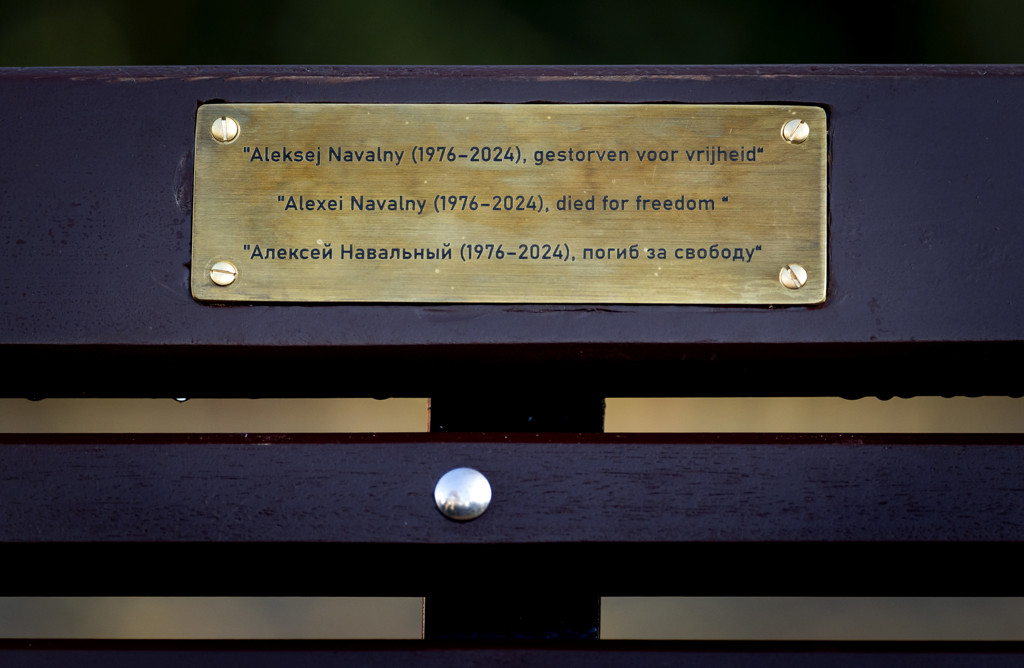 "Aleksej Navalny (1976–2024), gestorven voor vrijheid“
"Alexei Navalny (1976–2024), died for freedom “
"Алексей Навальный (1976–2024), погиб за свободу“